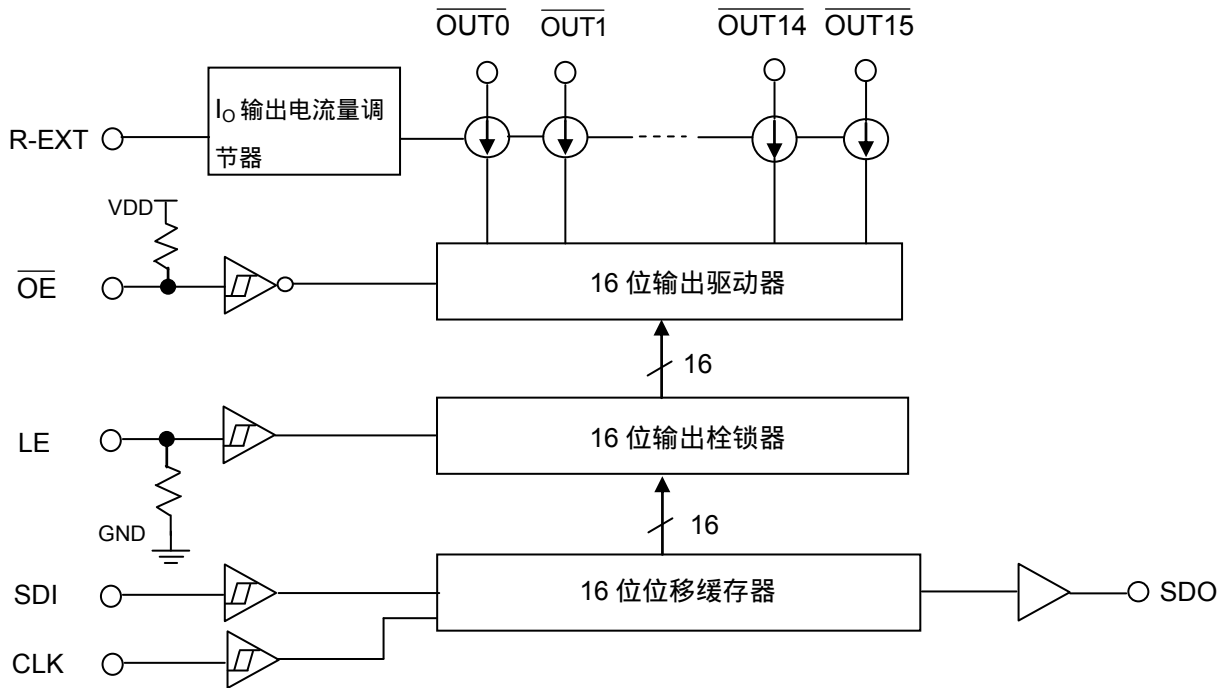 OUT0 OUT1 OUT14 OUT15
I_O 输出电流量调
节器
R-EXT
VDD
OE
16 位输出驱动器
16
LE
16 位输出栓锁器
GND
16
SDI
16 位位移缓存器
SDO
CLK